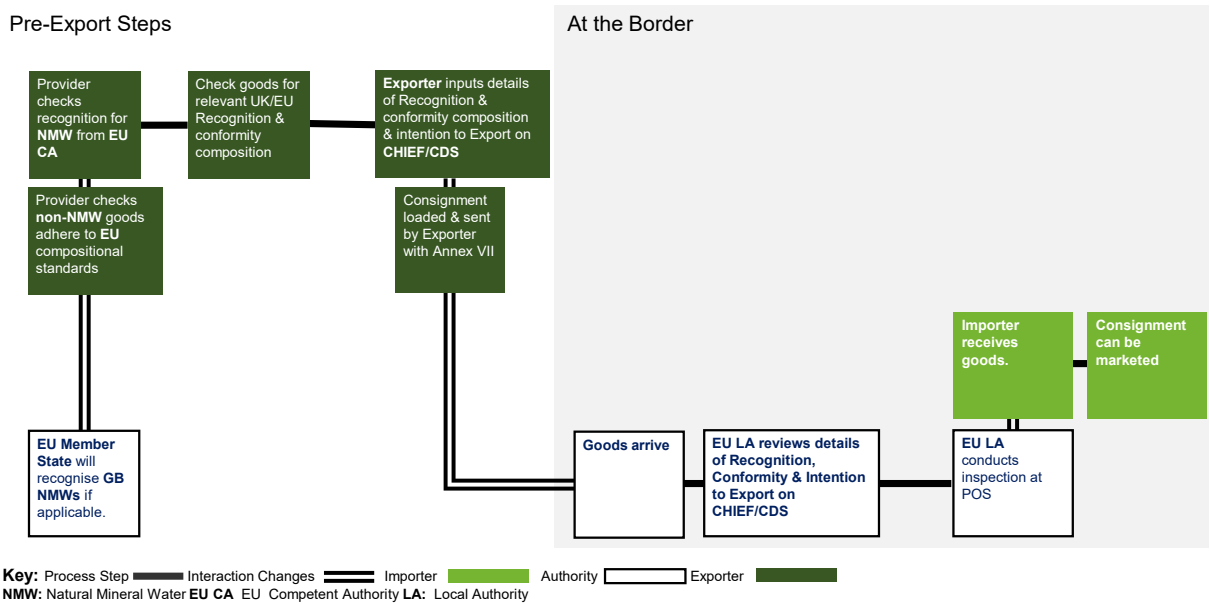 Pre-Export Steps
At the Border
Provider
checks
recognition for
NMW from EU
CA
Check goods for
relevant UK/EU
Recognition &
conformity
composition
Exporter inputs details
of Recognition &
conformity composition
& intention to Export on
CHIEF/CDS
Provider checks
non-NMW goods
adhere to EU
compositional
standards
Consignment
loaded & sent
by Exporter
with Annex VII
Importer
receives
goods.
Consignment
can be
marketed
EU Member
State will
recognise GB
NMWs if
applicable.
Goods arrive
EU LA reviews details
of Recognition,
Conformity & Intention
to Export on
CHIEF/CDS
EU LA
conducts
inspection at
POS
Key: Process Step Interaction Changes Importer Authority Exporter
NMW: Natural Mineral Water EU CA EU Competent Authority LA: Local Authority